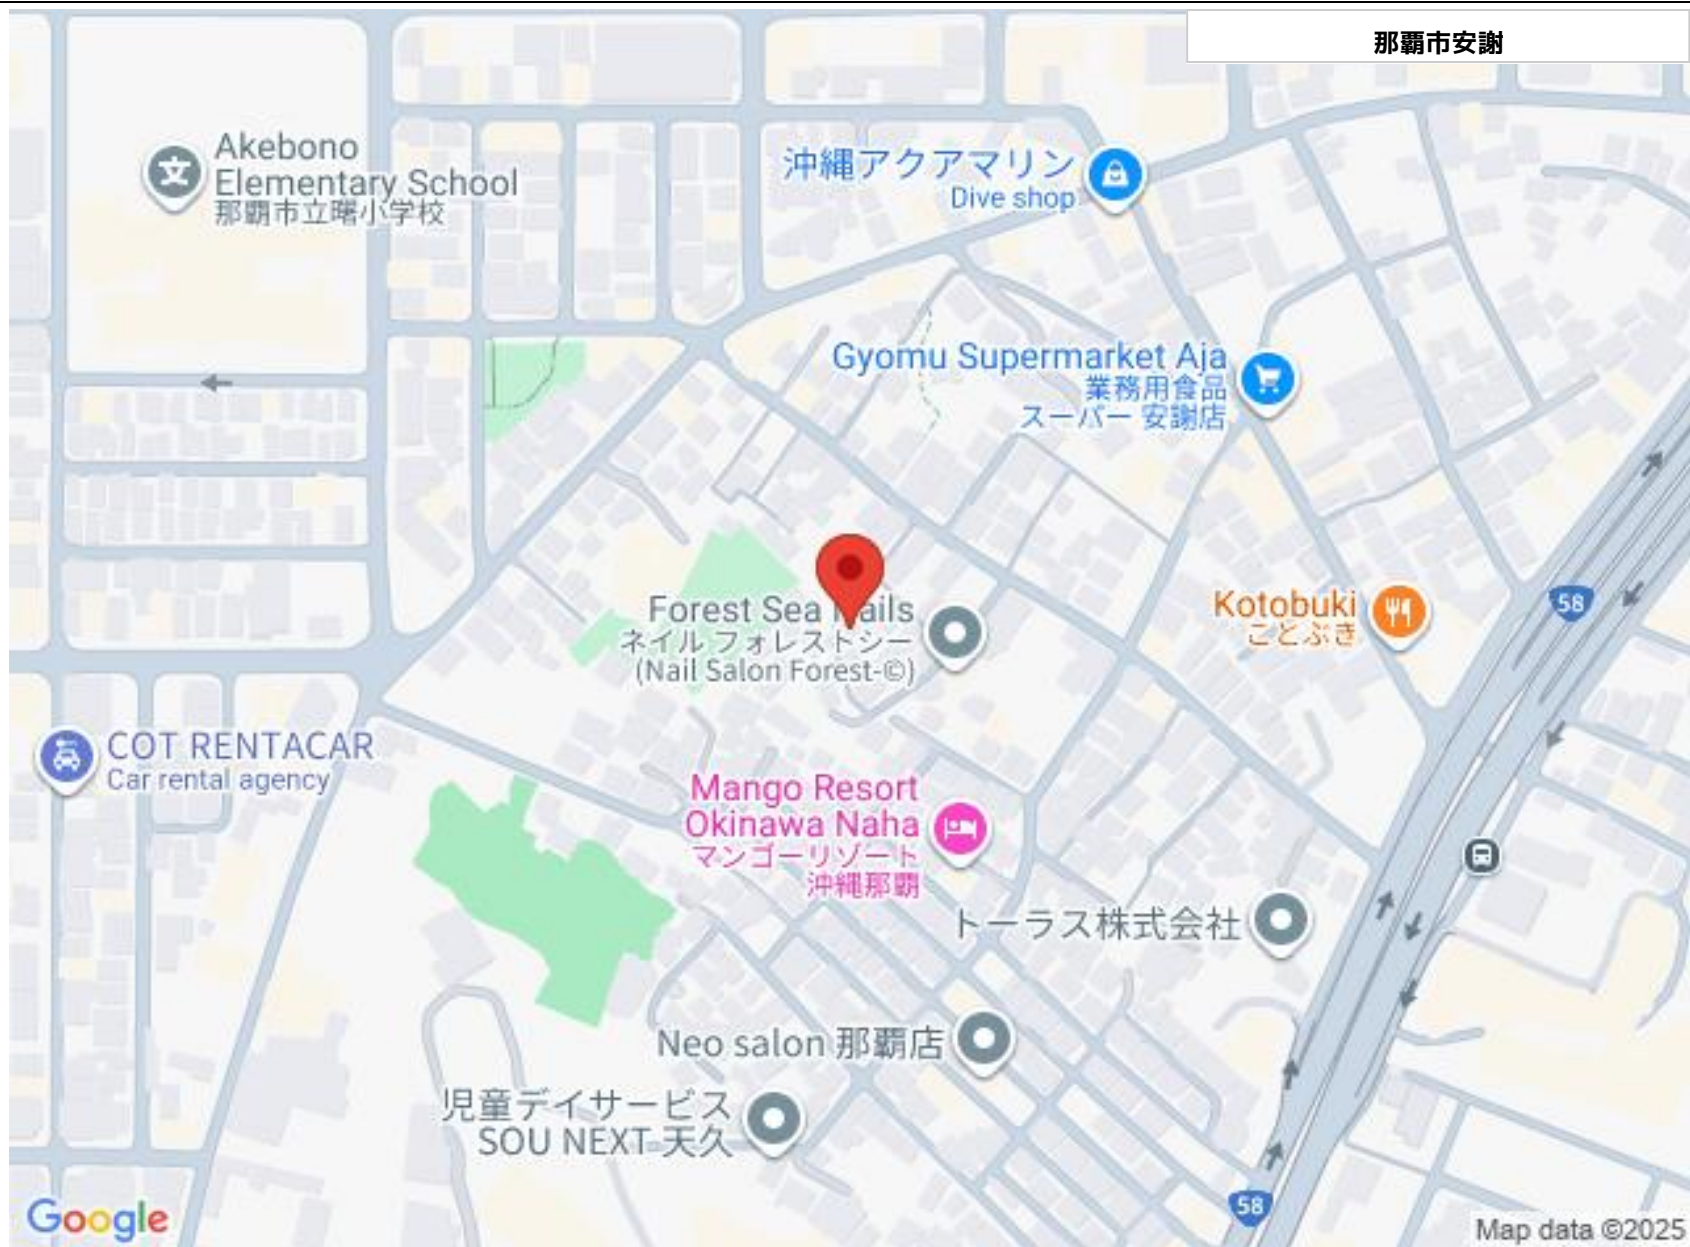 那覇市安謝
Akebono
Elementary School
那覇市立曙小学校
文
沖縄アクアマリン
Dive shop
Gyomu Supermarket Aja
業務用食品
スーパー 安謝店
58
Forest Sea Nails
ネイル フォレストシー
(Nail Salon Forest-©)
Kotobuki
ことぶき
COT RENTACAR
Car rental agency
Mango Resort
Okinawa Naha
マンゴーリゾート
沖縄那覇
トーラス株式会社
Neo salon 那覇店
児童デイサービス
SOU NEXT 天久
58
Google
Map data ©2025